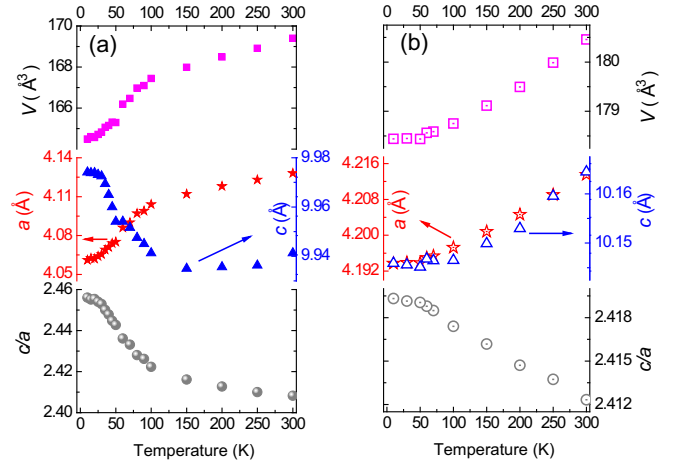 0 50 100 150 200 250 300
0 50 100 150 200 250 300
(a)
(b)
170
168
166
164
V (Å³)
180
179
178
V (Å³)
4.14
4.11
4.08
4.05
a (Å)
9.98
9.96
9.94
c (Å)
4.216
4.208
4.200
4.192
a (Å)
10.16
10.15
c (Å)
2.46
2.44
2.42
2.40
c/a
2.418
2.415
2.412
c/a
0 50 100 150 200 250 300
0 50 100 150 200 250 300
Temperature (K)
Temperature (K)